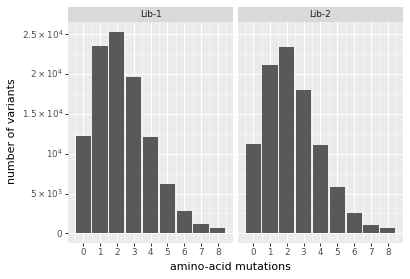 Lib-1 Lib-2
number of variants
2.5×10⁴
2×10⁴
1.5×10⁴
10⁴
5×10³
0
0 1 2 3 4 5 6 7 8 0 1 2 3 4 5 6 7 8
amino-acid mutations